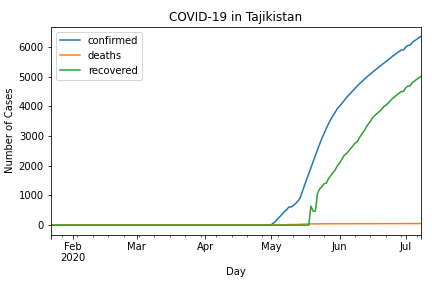 COVID-19 in Tajikistan
confirmed
deaths
recovered
6000
5000
4000
3000
2000
1000
0
Number of Cases
Feb
2020
Mar
Apr
May
Jun
Jul
Day